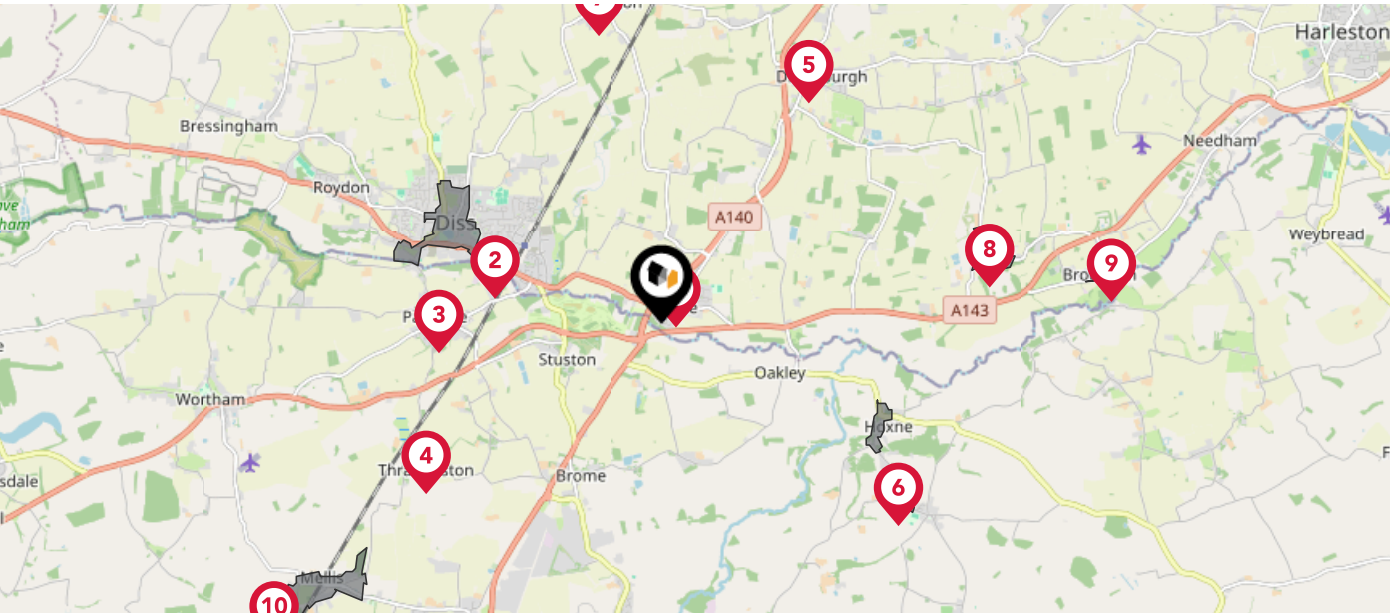 Harleston
5
Bressingham
Needham
Roydon
Diss
A140
Weybread
2
8
9
3
A143
Stuston
Oakley
Wortham
Hoxne
4
Brome
6
Mellis
10
sdale